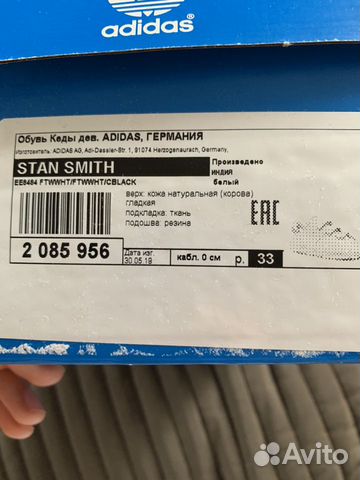 adidas
Обувь Кеды дев. ADIDAS, ГЕРМАНИЯ
Изготовитель. ADIDAS AG, Adi-Dassler-Str. 1, 91074 Herzogenaurach, Germany,
STAN SMITH
Произведено
индия
EE8484 FTWWHT/FTWWHT/CBLACK
белый
верх: кожа натуральная (корова)
гладкая
подкладка: ткань
подошва: резина
EAC
2 085 956
Дата изг.
30.05.18
кабл. 0 см
р. 33
Avito